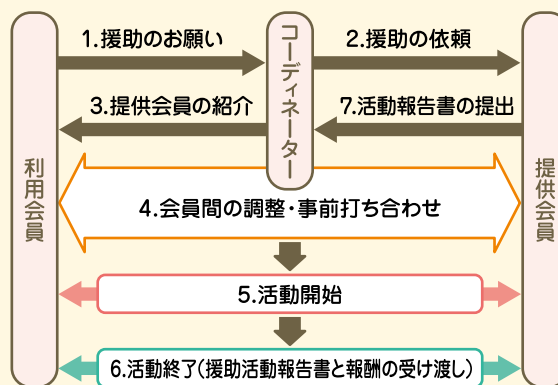 1.援助のお願い
コーディネーター
2.援助の依頼
3.提供会員の紹介
7.活動報告書の提出
利用会員
提供会員
4.会員間の調整・事前打ち合わせ
5.活動開始
6.活動終了(援助活動報告書と報酬の受け渡し)